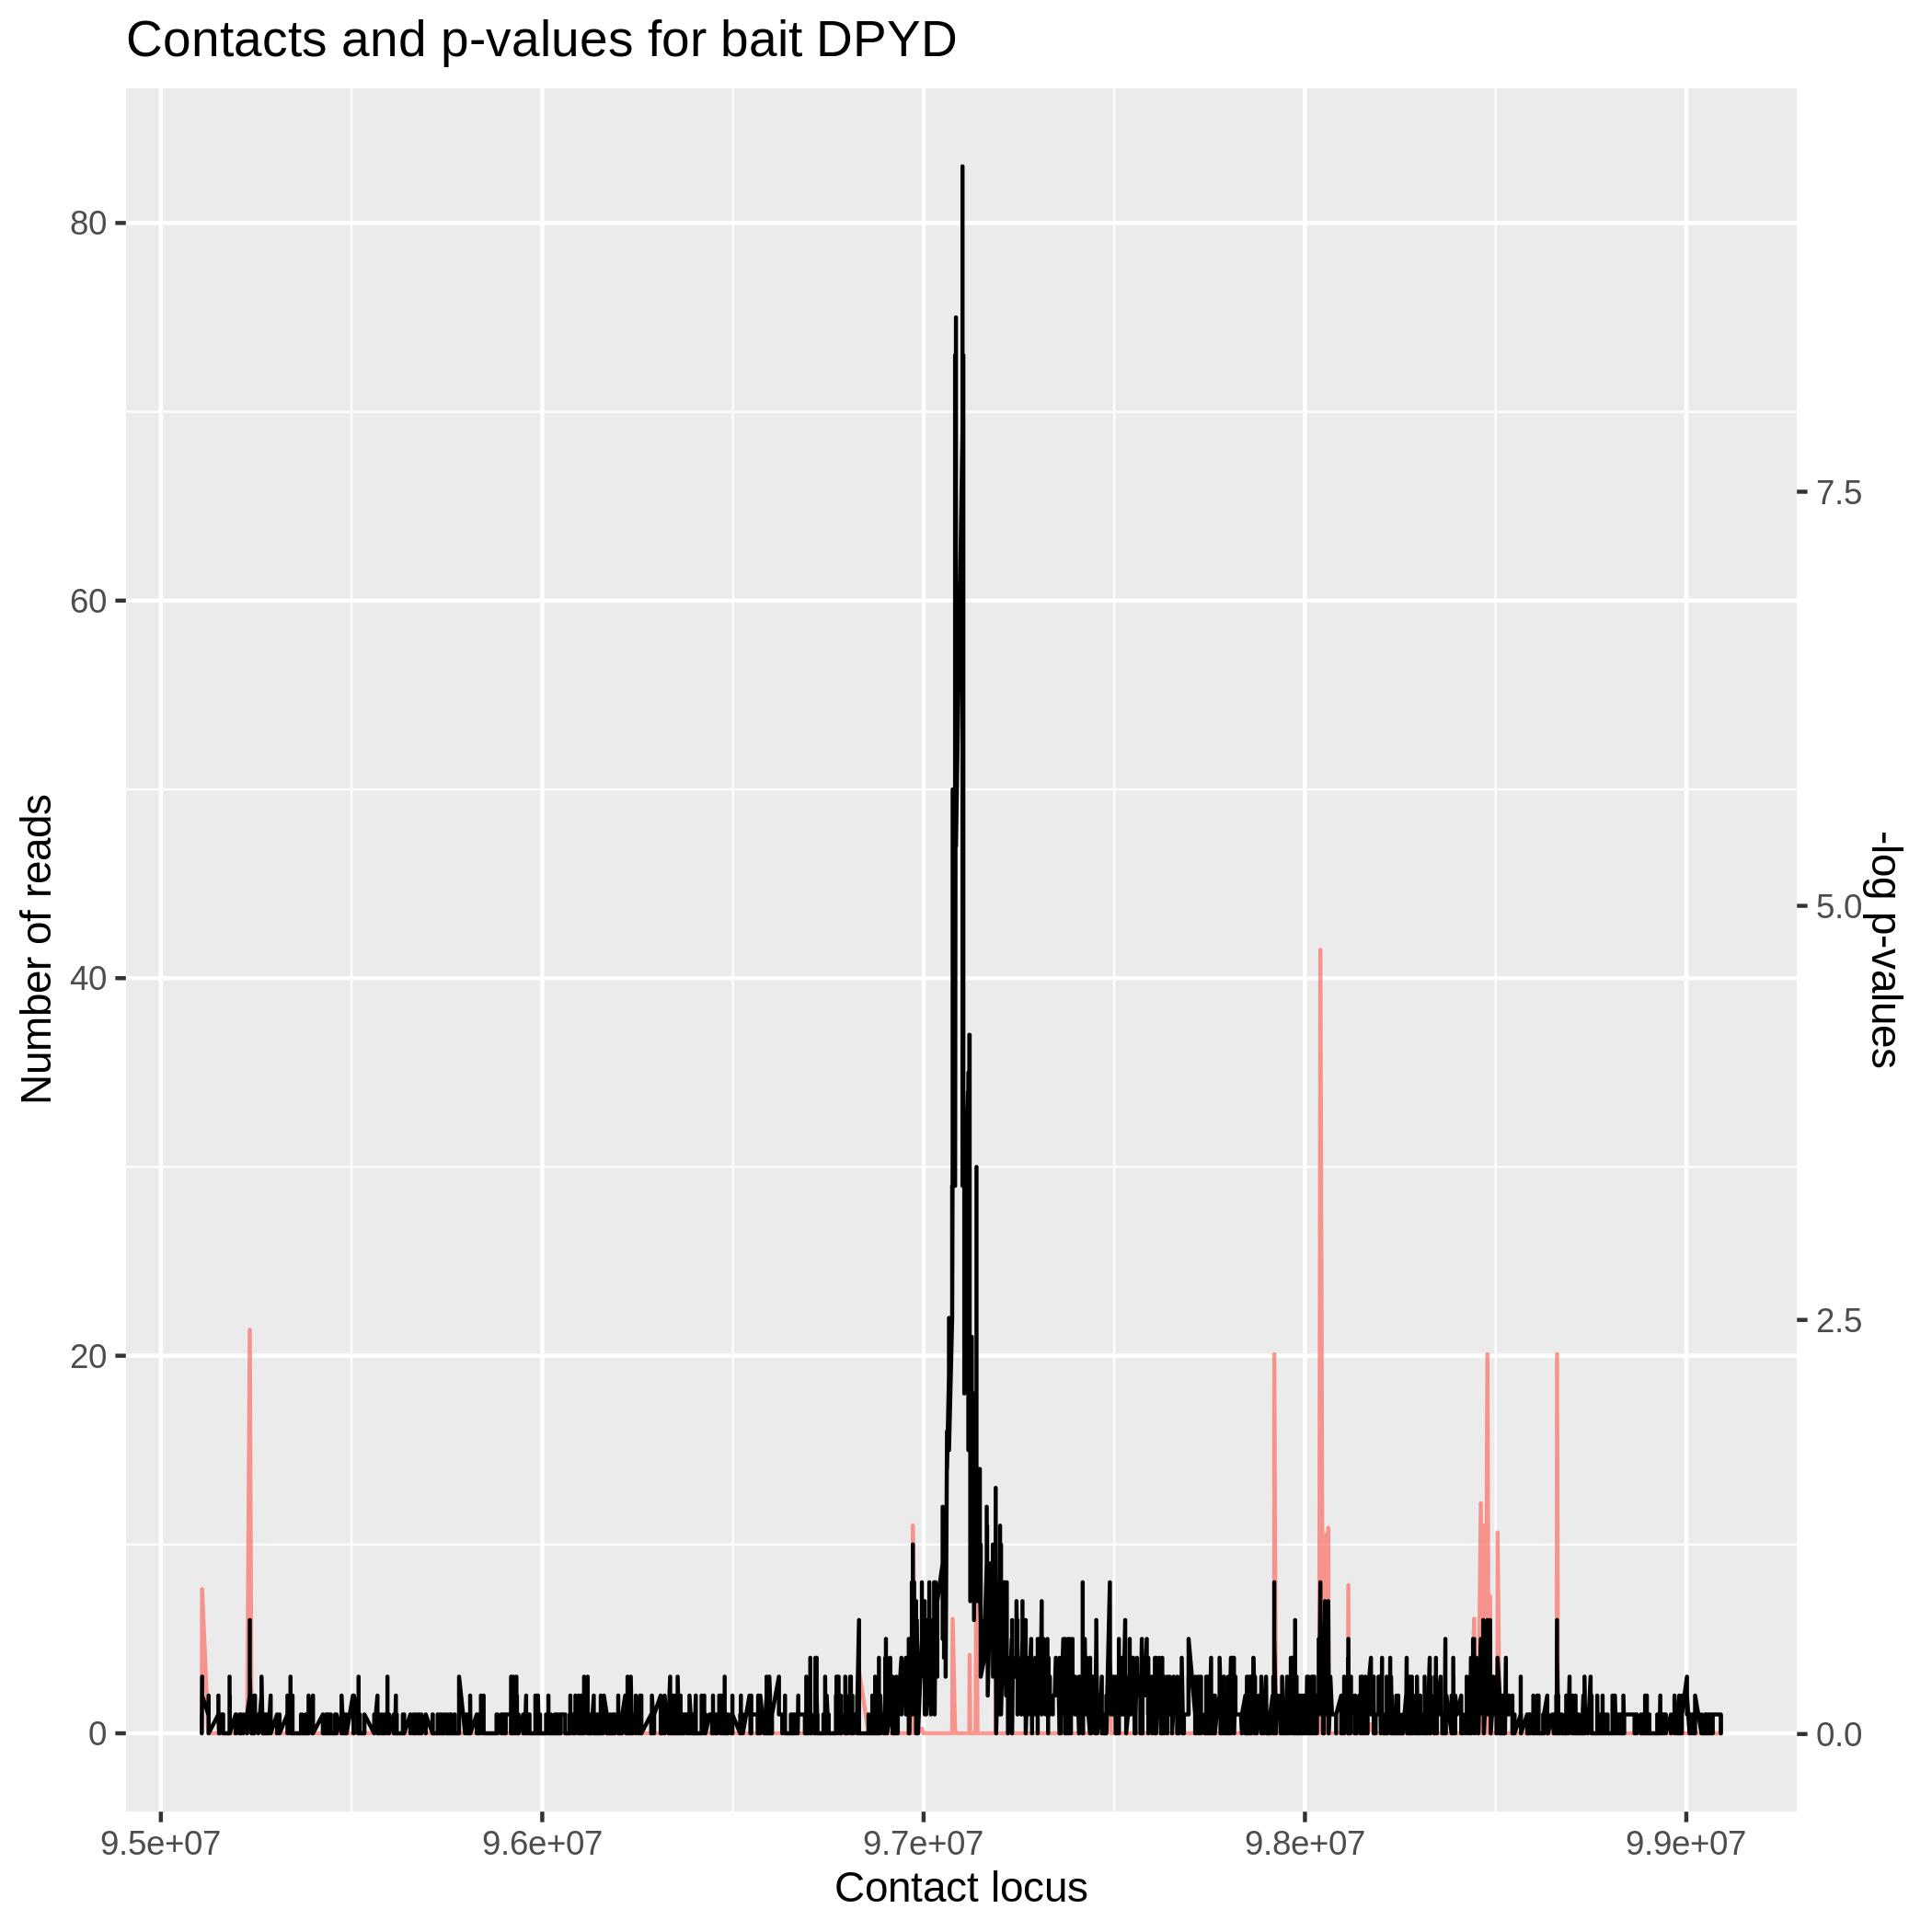 Contacts and p-values for bait DPYD
Number of reads
80
60
40
20
0
7.5
5.0
2.5
0.0
-log p-values
9.5e+07 9.6e+07 9.7e+07 9.8e+07 9.9e+07
Contact locus